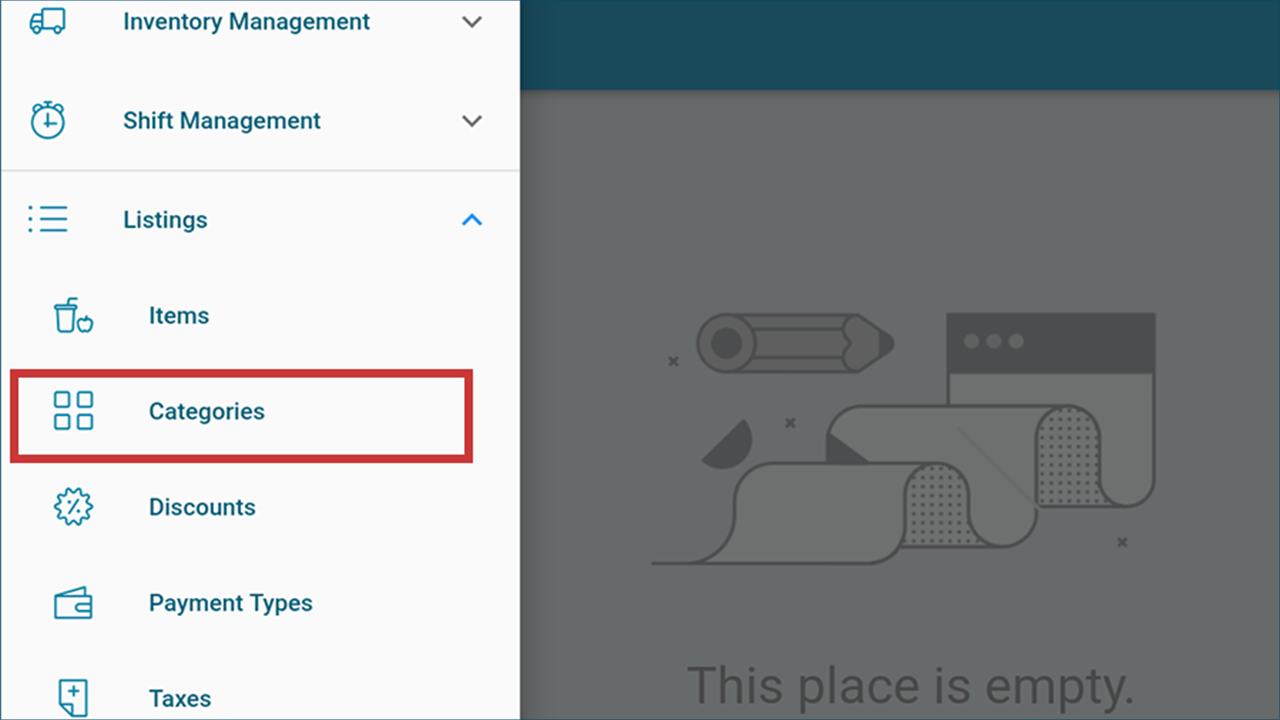 Inventory Management
Shift Management
Listings
Items
Categories
Discounts
Payment Types
Taxes
This place is empty.